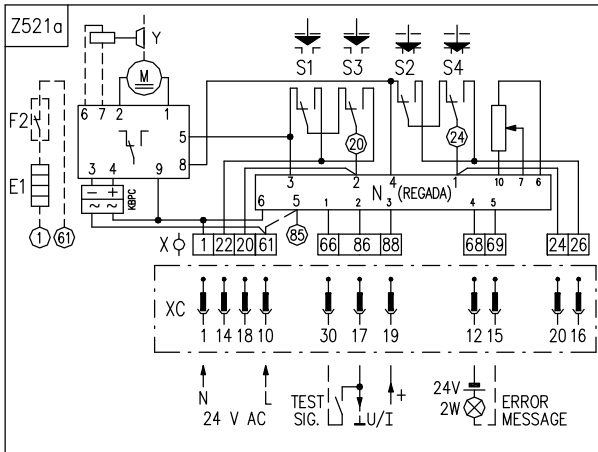 Z521a
Y
M
S1 S3 S2 S4
6 7 2 1
F2
5
8
20
24
E1
3 4 9
− +
~ ~
KBPC
3 2 4 1 10 7 6
N (REGADA)
6 5 1 2 3 4 5
1 61
85
X 1 22 20 61 66 86 88 68 69 24 26
XC
1 14 18 10 30 17 19 12 15 20 16
N L
24 V AC
TEST
SIG.
⊥U/I
+
24V
2W
ERROR
MESSAGE